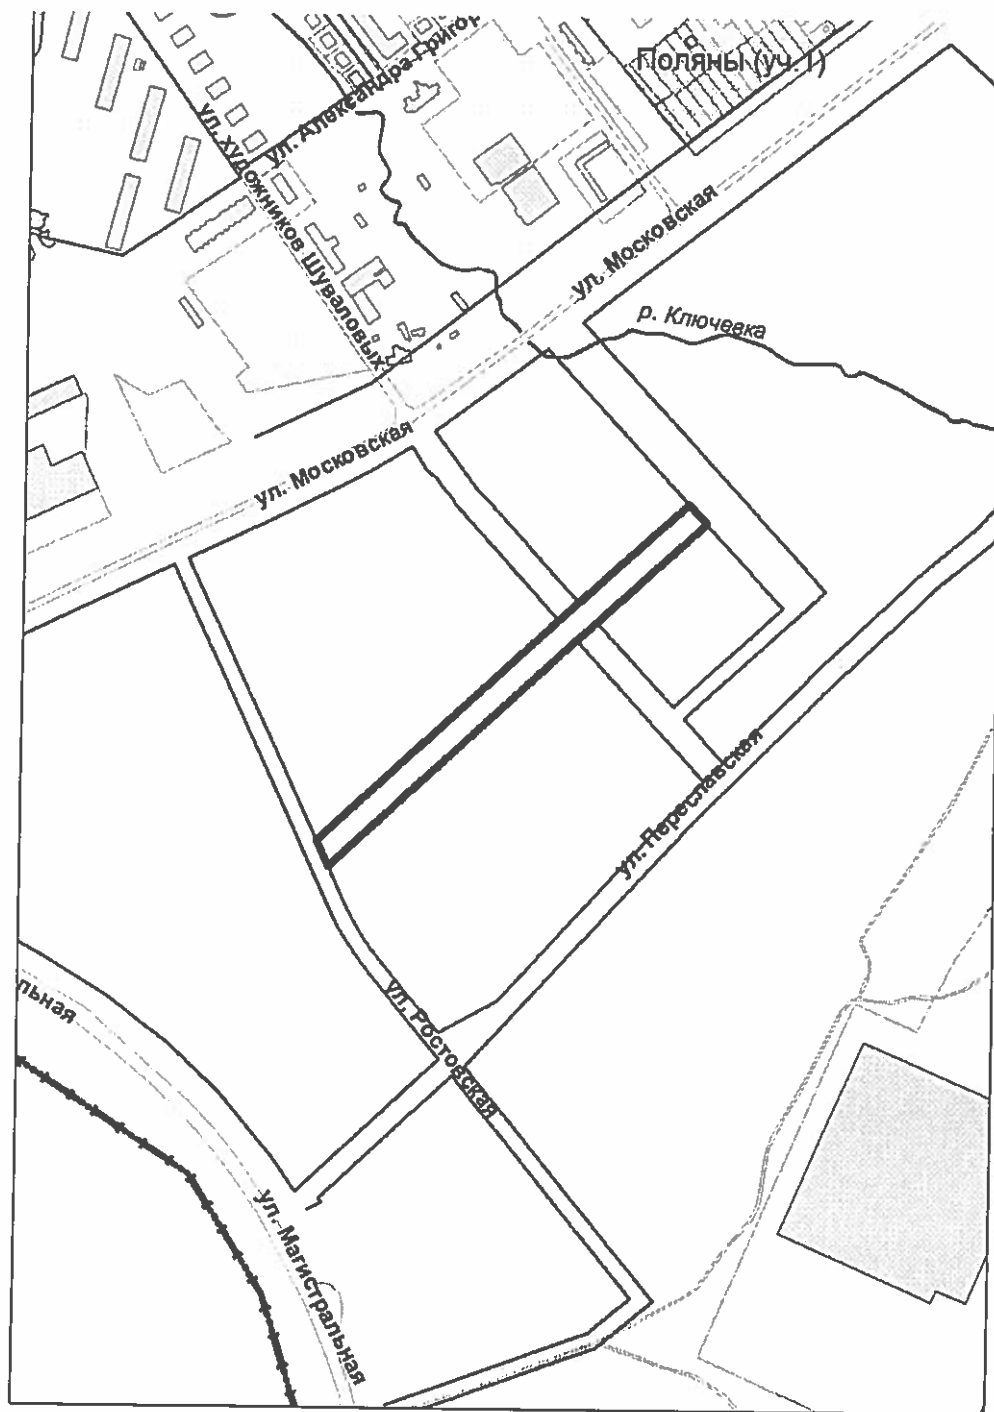 Поляны (уч. 1)
ул. Александра Григор
ул. художников Шуваловых
ул. Московская
р. Ключевка
ул. Московская
ул. Переславская
льная
ул. Ростовская
ул. Магистральная